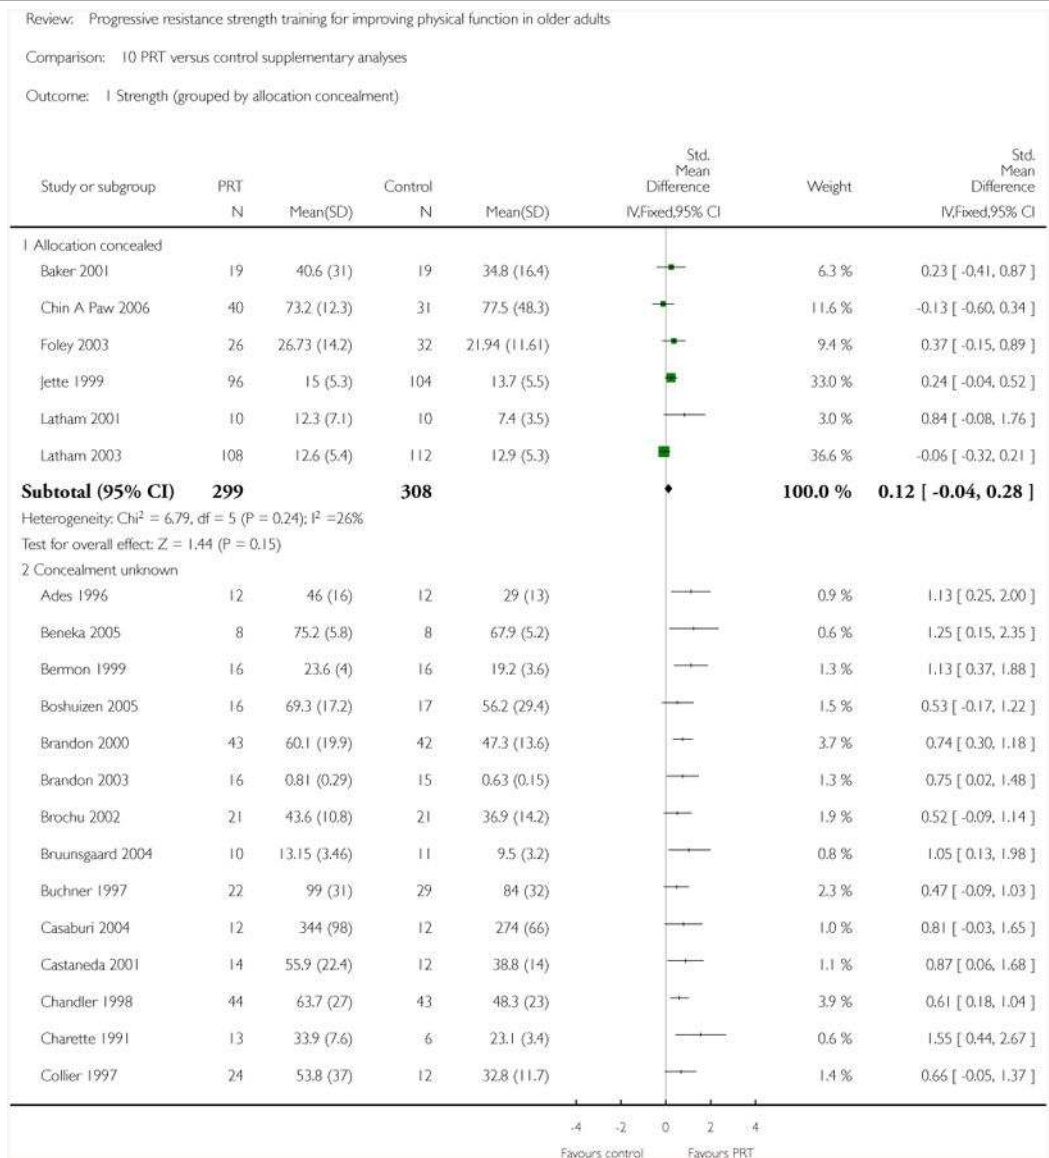 Review: Progressive resistance strength training for improving physical function in older adults
Comparison: 10 PRT versus control supplementary analyses
Outcome: 1 Strength (grouped by allocation concealment)
Study or subgroup PRT Control Std. Mean Difference Weight Std. Mean Difference
N Mean(SD) N Mean(SD) IV,Fixed,95% CI IV,Fixed,95% CI
1 Allocation concealed
Baker 2001 19 40.6 (31) 19 34.8 (16.4) 6.3 % 0.23 [ -0.41, 0.87 ]
Chin A Paw 2006 40 73.2 (12.3) 31 77.5 (48.3) 11.6 % -0.13 [ -0.60, 0.34 ]
Foley 2003 26 26.73 (14.2) 32 21.94 (11.61) 9.4 % 0.37 [ -0.15, 0.89 ]
Jette 1999 96 15 (5.3) 104 13.7 (5.5) 33.0 % 0.24 [ -0.04, 0.52 ]
Latham 2001 10 12.3 (7.1) 10 7.4 (3.5) 3.0 % 0.84 [ -0.08, 1.76 ]
Latham 2003 108 12.6 (5.4) 112 12.9 (5.3) 36.6 % -0.06 [ -0.32, 0.21 ]
Subtotal (95% CI) 299 308 100.0 % 0.12 [ -0.04, 0.28 ]
Heterogeneity: Chi² = 6.79, df = 5 (P = 0.24); I² =26%
Test for overall effect: Z = 1.44 (P = 0.15)
2 Concealment unknown
Ades 1996 12 46 (16) 12 29 (13) 0.9 % 1.13 [ 0.25, 2.00 ]
Beneka 2005 8 75.2 (5.8) 8 67.9 (5.2) 0.6 % 1.25 [ 0.15, 2.35 ]
Bermon 1999 16 23.6 (4) 16 19.2 (3.6) 1.3 % 1.13 [ 0.37, 1.88 ]
Boshuizen 2005 16 69.3 (17.2) 17 56.2 (29.4) 1.5 % 0.53 [ -0.17, 1.22 ]
Brandon 2000 43 60.1 (19.9) 42 47.3 (13.6) 3.7 % 0.74 [ 0.30, 1.18 ]
Brandon 2003 16 0.81 (0.29) 15 0.63 (0.15) 1.3 % 0.75 [ 0.02, 1.48 ]
Brochu 2002 21 43.6 (10.8) 21 36.9 (14.2) 1.9 % 0.52 [ -0.09, 1.14 ]
Bruunsgaard 2004 10 13.15 (3.46) 11 9.5 (3.2) 0.8 % 1.05 [ 0.13, 1.98 ]
Buchner 1997 22 99 (31) 29 84 (32) 2.3 % 0.47 [ -0.09, 1.03 ]
Casaburi 2004 12 344 (98) 12 274 (66) 1.0 % 0.81 [ -0.03, 1.65 ]
Castaneda 2001 14 55.9 (22.4) 12 38.8 (14) 1.1 % 0.87 [ 0.06, 1.68 ]
Chandler 1998 44 63.7 (27) 43 48.3 (23) 3.9 % 0.61 [ 0.18, 1.04 ]
Charette 1991 13 33.9 (7.6) 6 23.1 (3.4) 0.6 % 1.55 [ 0.44, 2.67 ]
Collier 1997 24 53.8 (37) 12 32.8 (11.7) 1.4 % 0.66 [ -0.05, 1.37 ]
-4 -2 0 2 4
Favours control Favours PRT